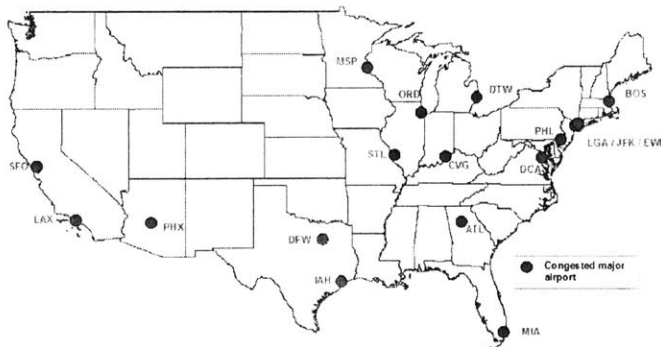 MSP
ORD
DTW
BOS
PHL
LGA / JFK / EWR
STL
CVG
DCA
SFO
LAX
PHX
DFW
ATL
IAH
MIA
Congested major
airport